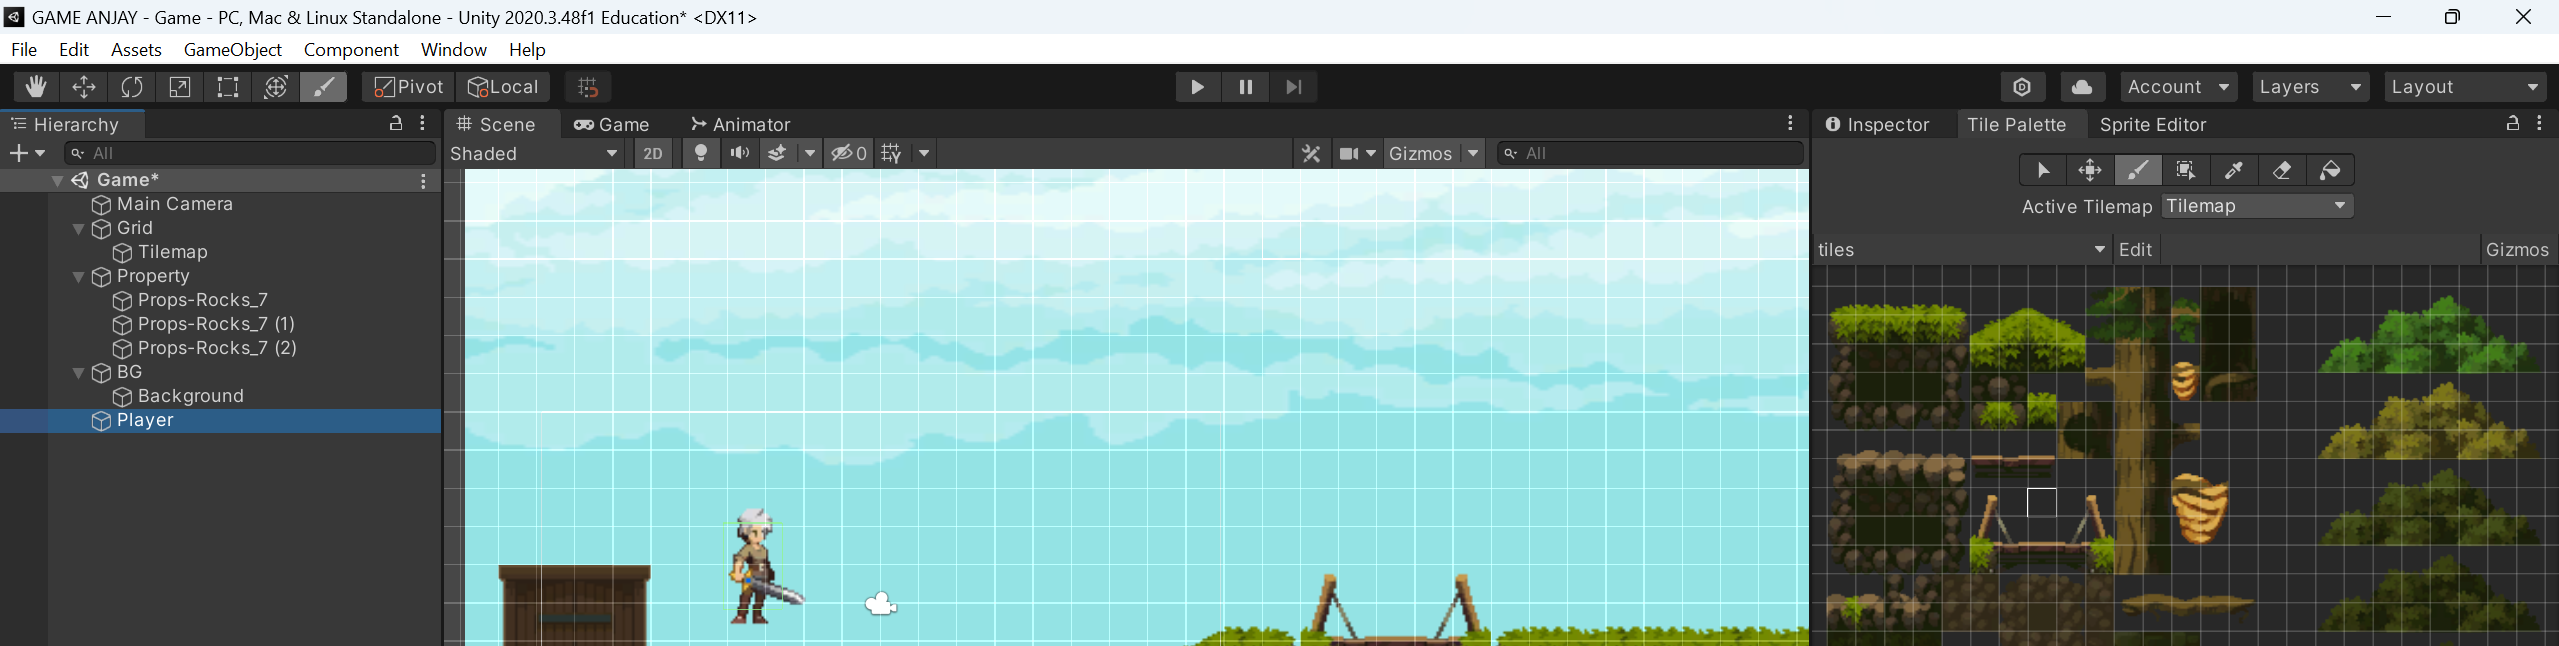 GAME ANJAY - Game - PC, Mac & Linux Standalone - Unity 2020.3.48f1 Education* <DX11>
File Edit Assets GameObject Component Window Help
Pivot Local Account Layers Layout
Hierarchy
All
Game*
Main Camera
Grid
Tilemap
Property
Props-Rocks_7
Props-Rocks_7 (1)
Props-Rocks_7 (2)
BG
Background
Player
Scene Game Animator
Shaded 2D 0 Gizmos All
Inspector Tile Palette Sprite Editor
Active Tilemap Tilemap
tiles Edit Gizmos